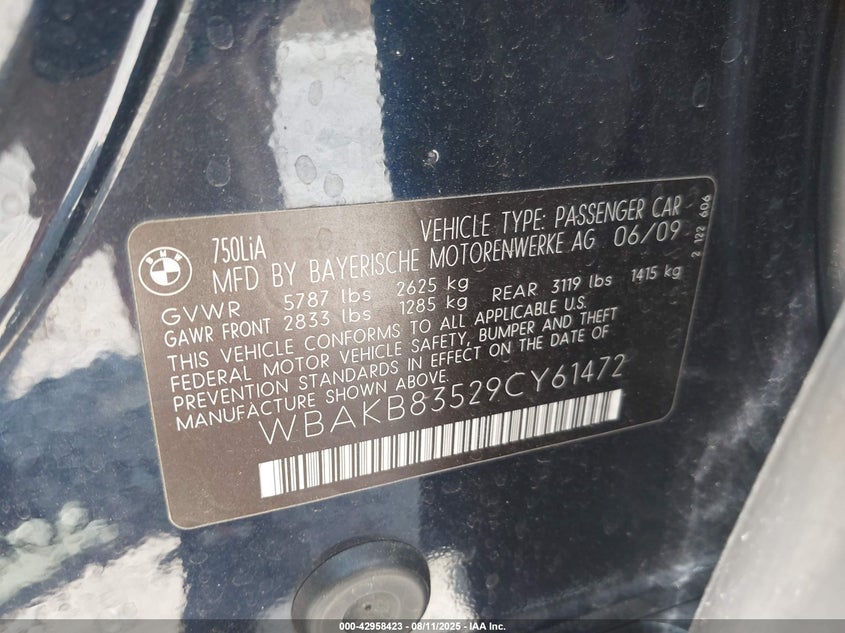 BMW
750LiA
VEHICLE TYPE: PASSENGER CAR
MFD BY BAYERISCHE MOTORENWERKE AG 06/09
GVWR 5787 lbs 2625 kg
GAWR FRONT 2833 lbs 1285 kg REAR 3119 lbs 1415 kg
THIS VEHICLE CONFORMS TO ALL APPLICABLE U.S.
FEDERAL MOTOR VEHICLE SAFETY, BUMPER AND THEFT
PREVENTION STANDARDS IN EFFECT ON THE DATE OF
MANUFACTURE SHOWN ABOVE.
WBAKB83529CY61472
2 122 606
000-42958423 - 08/11/2025 - IAA Inc.